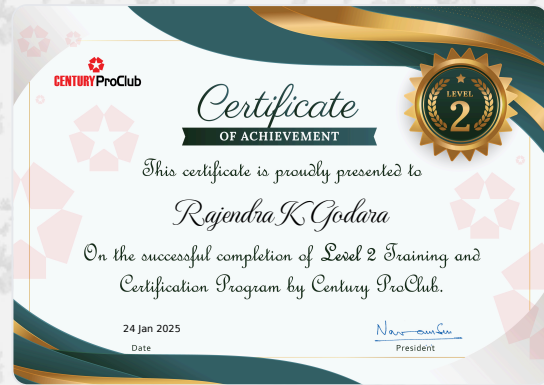 CENTURY ProClub
LEVEL
2
Certificate
OF ACHIEVEMENT
This certificate is proudly presented to
Rajendra K Godara
On the successful completion of Level 2 Training and
Certification Program by Century ProClub.
24 Jan 2025
Date
President